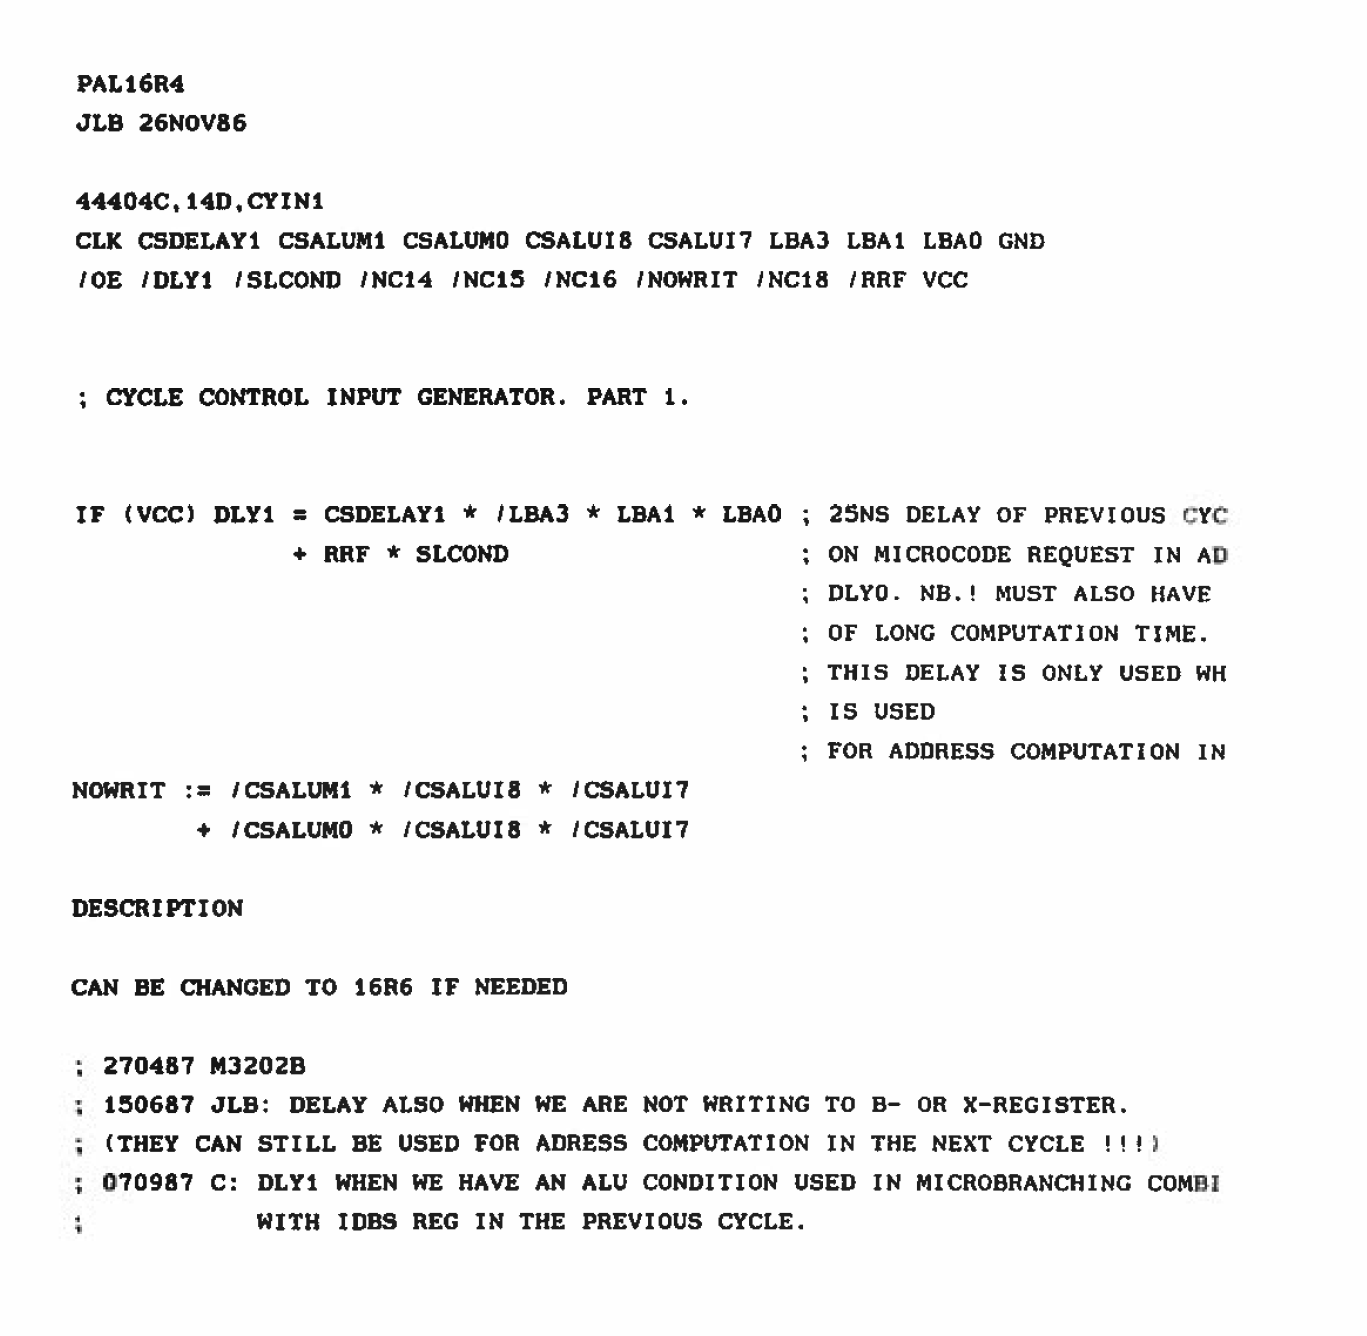 PAL16R4
JLB 26NOV86
44404C,14D,CYIN1
CLK CSDELAY1 CSALUM1 CSALUM0 CSALUI8 CSALUI7 LBA3 LBA1 LBA0 GND
/OE /DLY1 /SLCOND /NC14 /NC15 /NC16 /NOWRIT /NC18 /RRF VCC
; CYCLE CONTROL INPUT GENERATOR. PART 1.
IF (VCC) DLY1 = CSDELAY1 * /LBA3 * LBA1 * LBA0 ; 25NS DELAY OF PREVIOUS CYC
+ RRF * SLCOND ; ON MICROCODE REQUEST IN AD
; DLY0. NB.! MUST ALSO HAVE
; OF LONG COMPUTATION TIME.
; THIS DELAY IS ONLY USED WH
; IS USED
; FOR ADDRESS COMPUTATION IN
NOWRIT := /CSALUM1 * /CSALUI8 * /CSALUI7
+ /CSALUM0 * /CSALUI8 * /CSALUI7
DESCRIPTION
CAN BE CHANGED TO 16R6 IF NEEDED
; 270487 M3202B
; 150687 JLB: DELAY ALSO WHEN WE ARE NOT WRITING TO B- OR X-REGISTER.
; (THEY CAN STILL BE USED FOR ADRESS COMPUTATION IN THE NEXT CYCLE !!!)
; 070987 C: DLY1 WHEN WE HAVE AN ALU CONDITION USED IN MICROBRANCHING COMBI
; WITH IDBS REG IN THE PREVIOUS CYCLE.